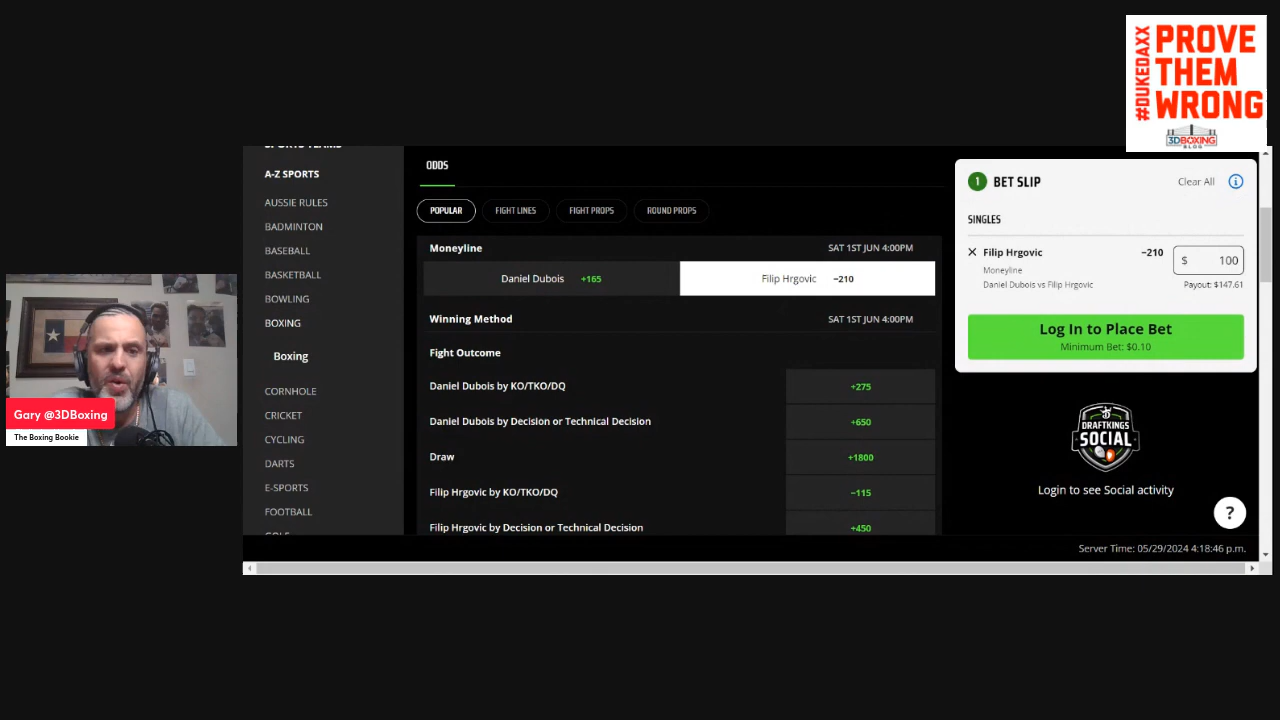 #DUKEDAXX
PROVE
THEM
WRONG
3DBOXING
BLOG
A-Z SPORTS
AUSSIE RULES
BADMINTON
BASEBALL
BASKETBALL
BOWLING
BOXING
Boxing
CORNHOLE
CRICKET
CYCLING
DARTS
E-SPORTS
FOOTBALL
ODDS
POPULAR
FIGHT LINES
FIGHT PROPS
ROUND PROPS
Moneyline
SAT 1ST JUN 4:00PM
Daniel Dubois +165
Filip Hrgovic −210
Winning Method
SAT 1ST JUN 4:00PM
Fight Outcome
Daniel Dubois by KO/TKO/DQ
+275
Daniel Dubois by Decision or Technical Decision
+650
Draw
+1800
Filip Hrgovic by KO/TKO/DQ
−115
Filip Hrgovic by Decision or Technical Decision
+450
1 BET SLIP
Clear All
SINGLES
Filip Hrgovic
−210
$ 100
Moneyline
Daniel Dubois vs Filip Hrgovic
Payout: $147.61
Log In to Place Bet
Minimum Bet: $0.10
DRAFTKINGS
SOCIAL
Login to see Social activity
?
Server Time: 05/29/2024 4:18:46 p.m.
Gary @3DBoxing
The Boxing Bookie